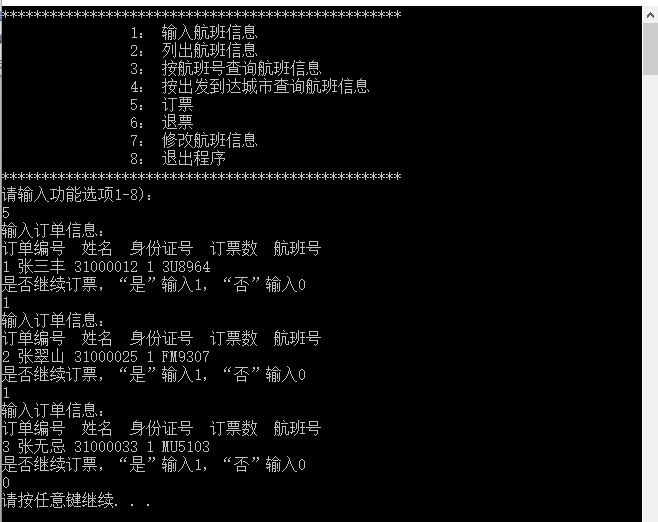 **************************************************
1： 输入航班信息
2： 列出航班信息
3： 按航班号查询航班信息
4： 按出发到达城市查询航班信息
5： 订票
6： 退票
7： 修改航班信息
8： 退出程序
**************************************************
请输入功能选项1-8)：
5
输入订单信息：
订单编号 姓名 身份证号 订票数 航班号
1 张三丰 31000012 1 3U8964
是否继续订票，“是”输入1，“否”输入0
1
输入订单信息：
订单编号 姓名 身份证号 订票数 航班号
2 张翠山 31000025 1 FM9307
是否继续订票，“是”输入1，“否”输入0
1
输入订单信息：
订单编号 姓名 身份证号 订票数 航班号
3 张无忌 31000033 1 MU5103
是否继续订票，“是”输入1，“否”输入0
0
请按任意键继续. . .